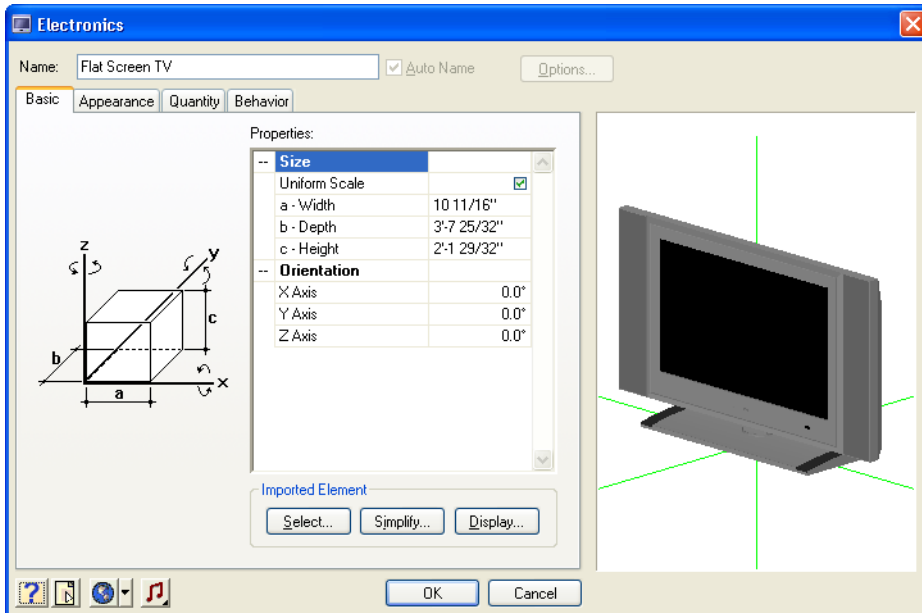 Electronics
Name: Flat Screen TV Auto Name Options...
Basic Appearance Quantity Behavior
Properties:
-- Size
Uniform Scale
a - Width 10 11/16"
b - Depth 3'-7 25/32"
c - Height 2'-1 29/32"
-- Orientation
X Axis 0.0°
Y Axis 0.0°
Z Axis 0.0°
z
y
c
b
x
a
Imported Element
Select... Simplify... Display...
? OK Cancel